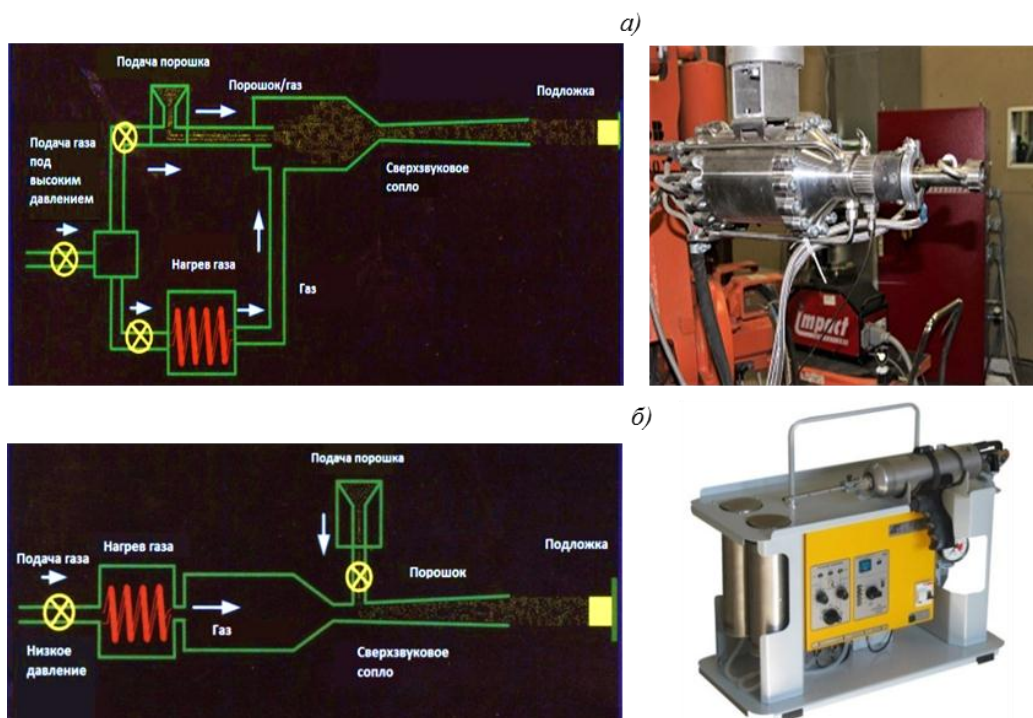 а)
Подача порошка
Порошок/газ
Подложка
Подача газа
под
высоким
давлением
Сверхзвуковое
сопло
Нагрев газа
Газ
Impact
б)
Подача порошка
Нагрев газа
Подача газа
Подложка
Порошок
Газ
Низкое
давление
Сверхзвуковое
сопло